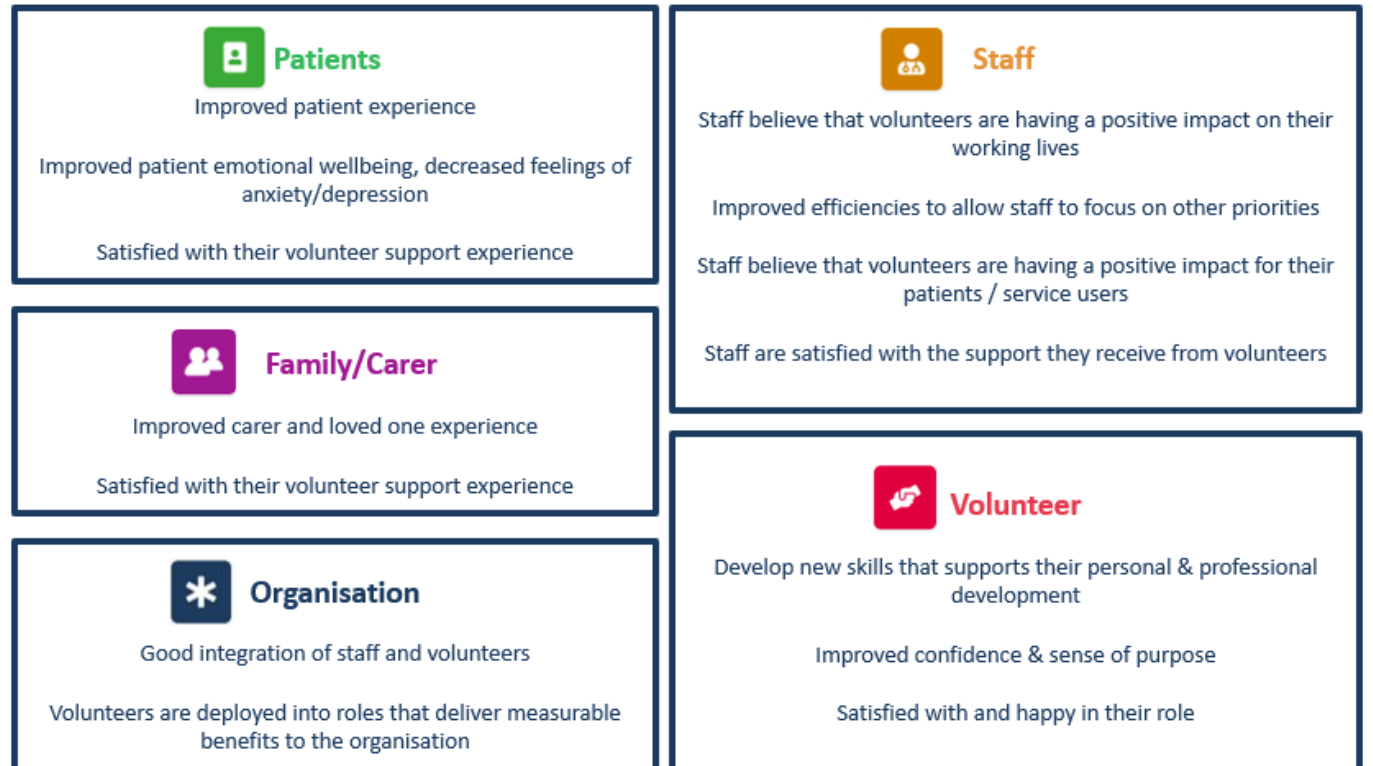 Patients
Improved patient experience
Improved patient emotional wellbeing, decreased feelings of
anxiety/depression
Satisfied with their volunteer support experience
Family/Carer
Improved carer and loved one experience
Satisfied with their volunteer support experience
Organisation
Good integration of staff and volunteers
Volunteers are deployed into roles that deliver measurable
benefits to the organisation
Staff
Staff believe that volunteers are having a positive impact on their
working lives
Improved efficiencies to allow staff to focus on other priorities
Staff believe that volunteers are having a positive impact for their
patients / service users
Staff are satisfied with the support they receive from volunteers
Volunteer
Develop new skills that supports their personal & professional
development
Improved confidence & sense of purpose
Satisfied with and happy in their role